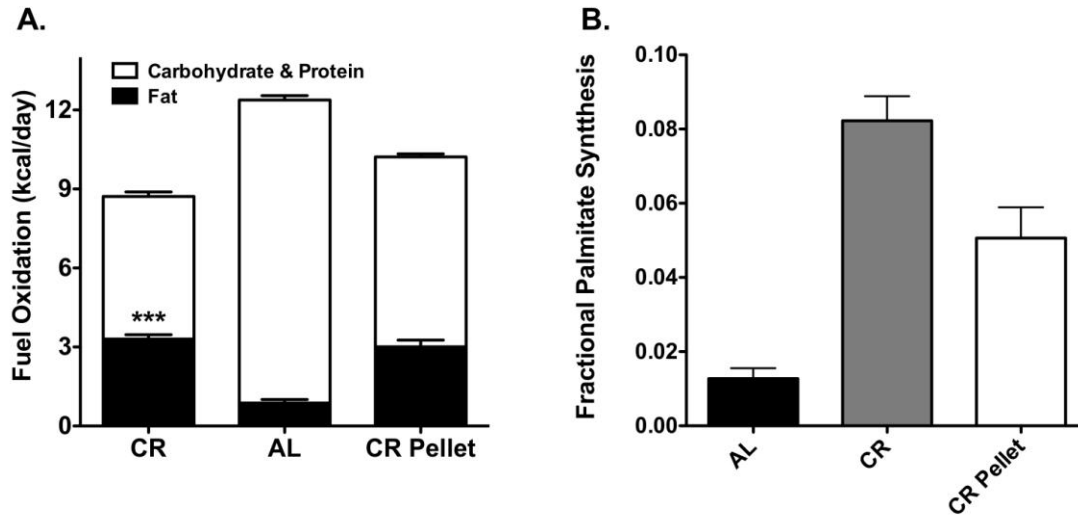 A.
Carbohydrate & Protein
Fat
Fuel Oxidation (kcal/day)
12
9
6
3
0
***
CR
AL
CR Pellet
B.
Fractional Palmitate Syntthesis
0.10
0.08
0.06
0.04
0.02
0.00
AL
CR
CR Pellet